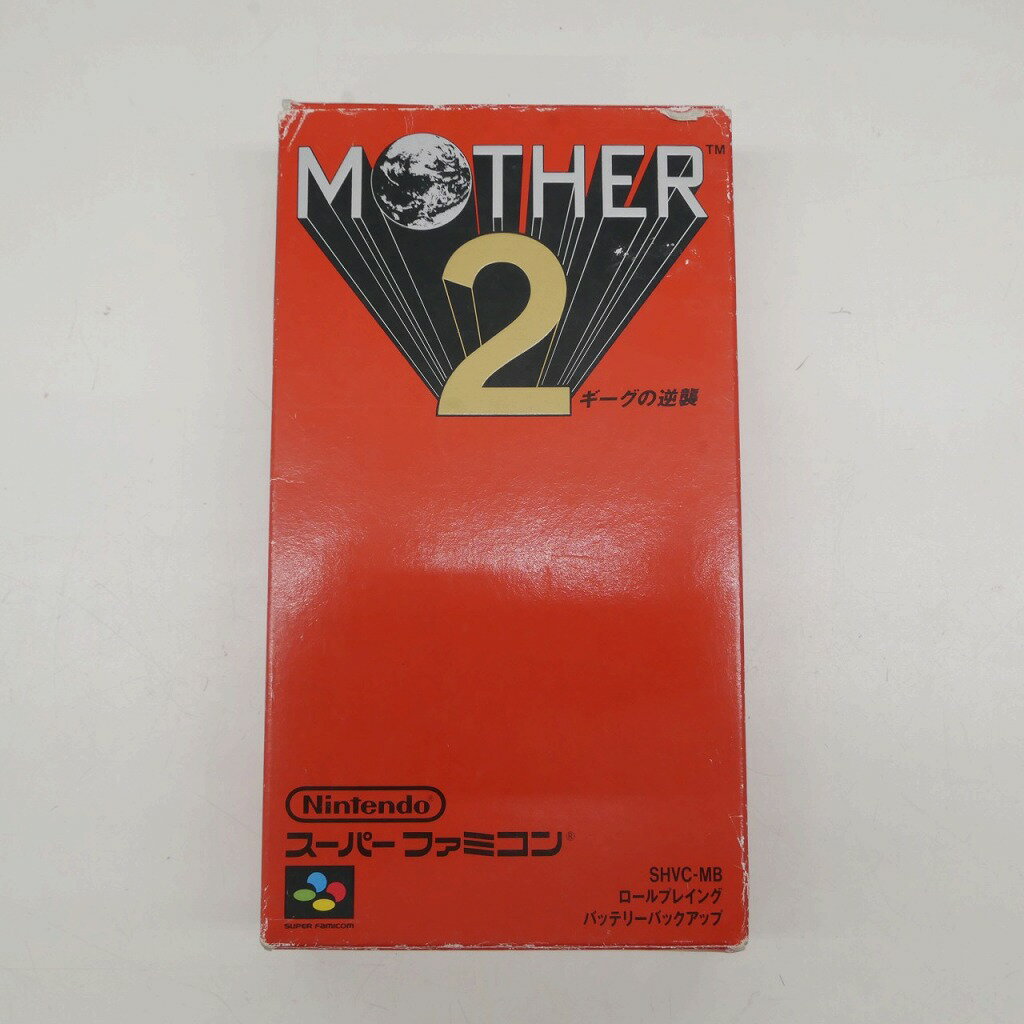 MOTHER™
2
ギーグの逆襲
Nintendo
スーパー ファミコン®
SUPER FAMICOM
SHVC-MB
ロールプレイング
バッテリーバックアップ